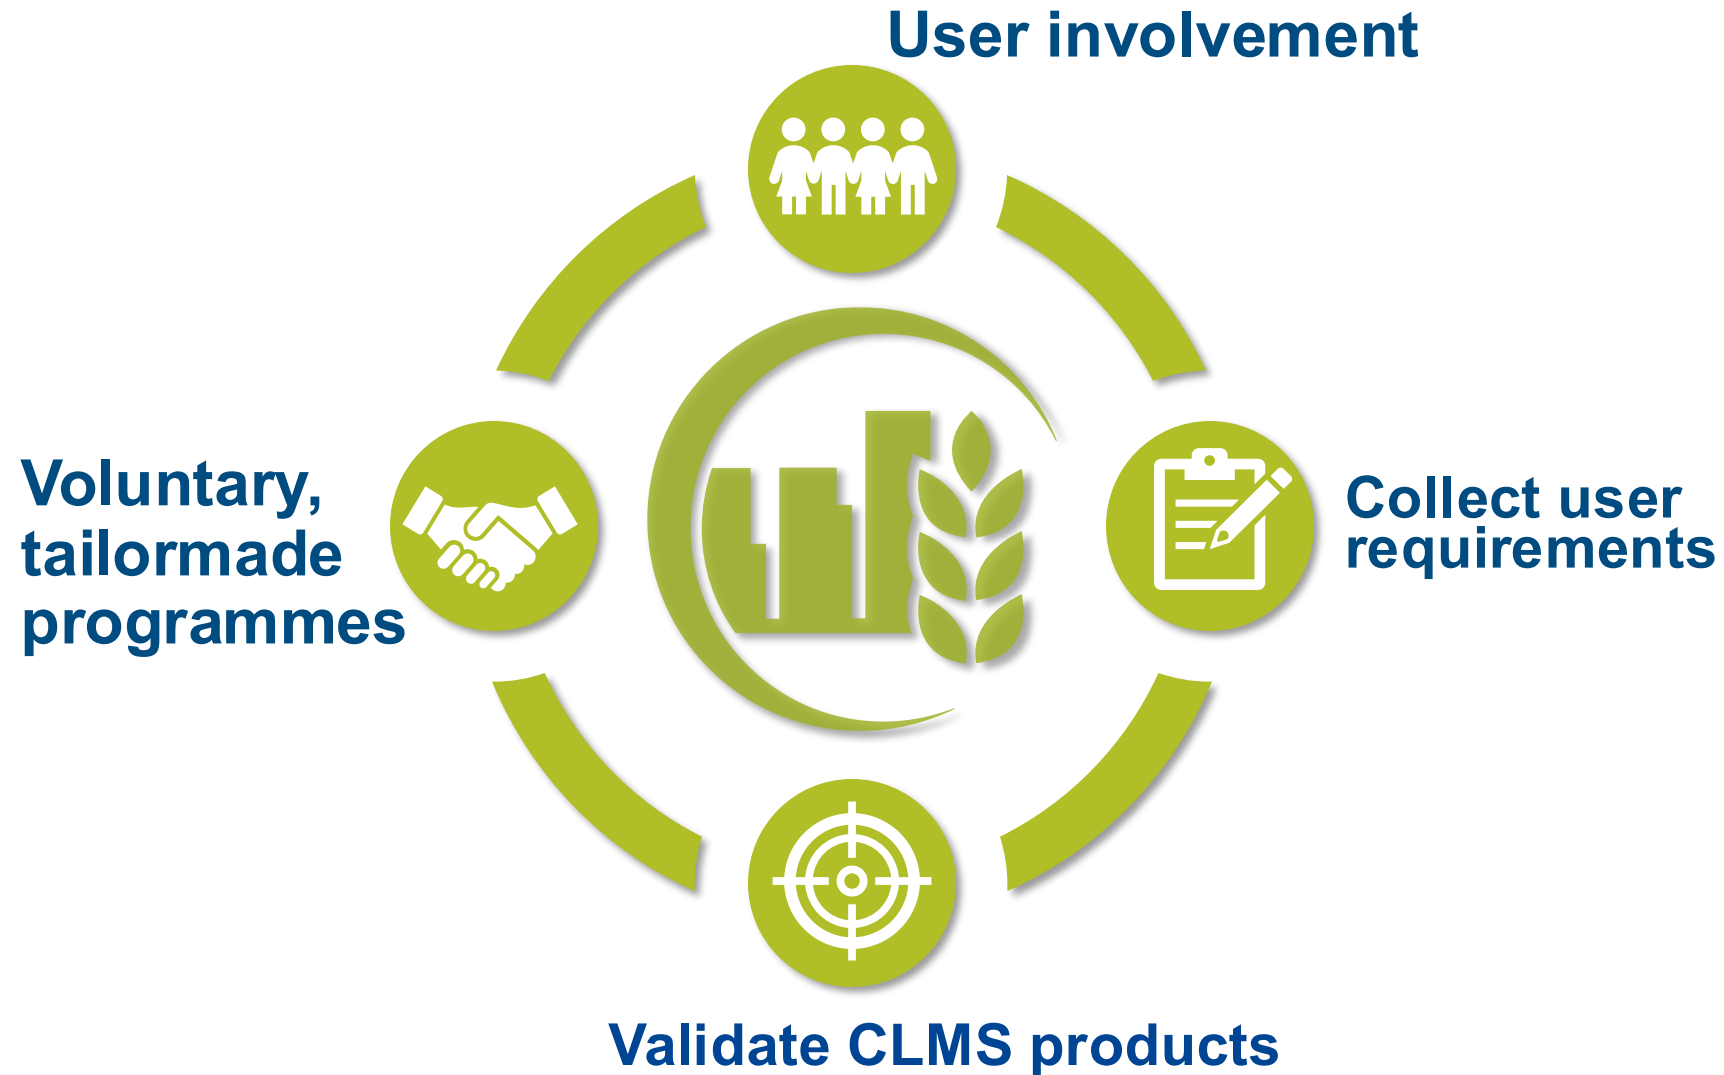 User involvement
Voluntary,
tailormade
programmes
Collect user
requirements
Validate CLMS products